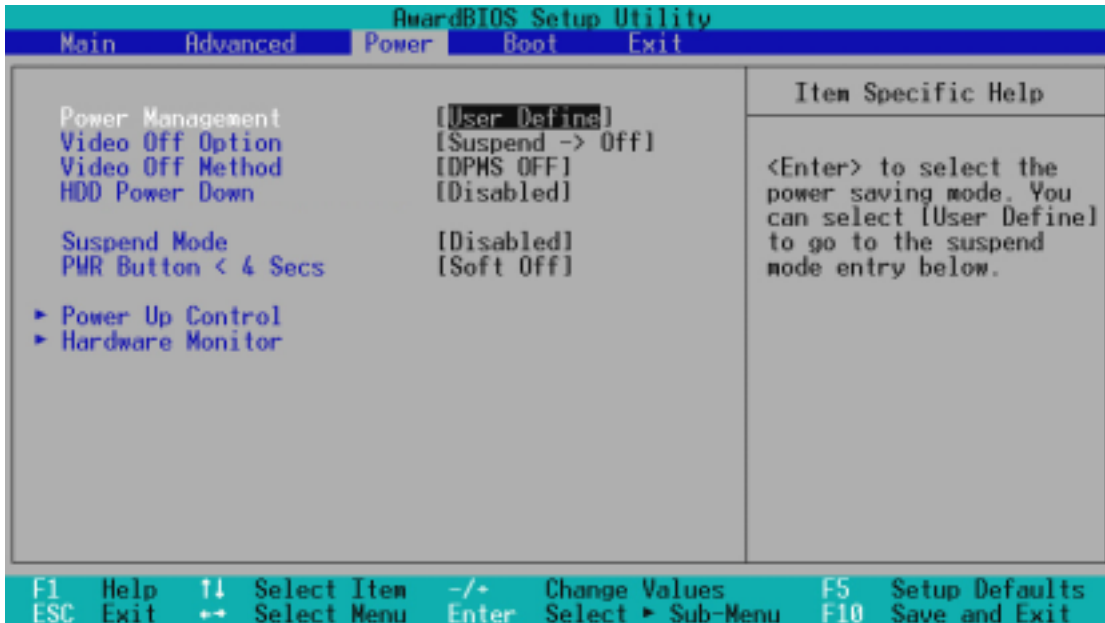 AwardBIOS Setup Utility
Main Advanced Power Boot Exit
Power Management [User Define]
Video Off Option [Suspend -> Off]
Video Off Method [DPMS OFF]
HDD Power Down [Disabled]
Suspend Mode [Disabled]
PWR Button < 4 Secs [Soft Off]
► Power Up Control
► Hardware Monitor
Item Specific Help
<Enter> to select the
power saving mode. You
can select [User Define]
to go to the suspend
mode entry below.
F1 Help ↑↓ Select Item -/+ Change Values F5 Setup Defaults
ESC Exit ←→ Select Menu Enter Select ► Sub-Menu F10 Save and Exit